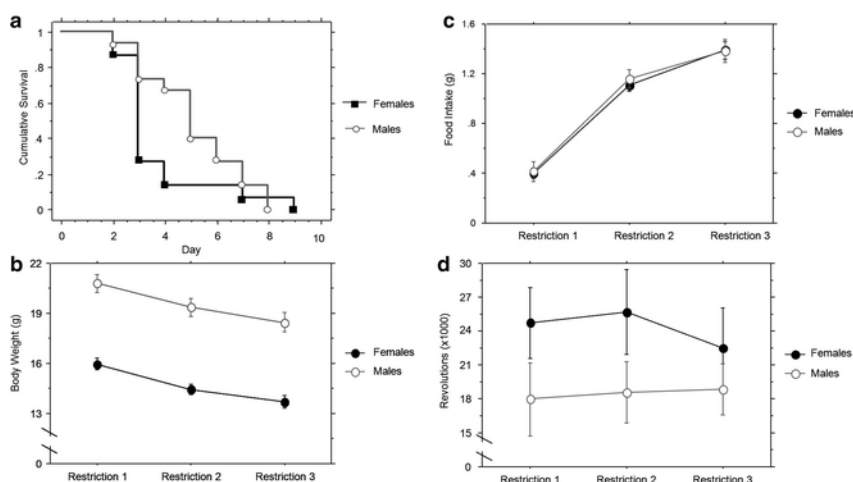 a
1
.8
.6
.4
.2
0
Cumulative Survival
0 2 4 6 8 10
Day
Females
Males
c
1.6
1.2
.8
.4
0
Food Intake (g)
Restriction 1 Restriction 2 Restriction 3
Females
Males
b
22
19
16
13
0
Body Weight (g)
Restriction 1 Restriction 2 Restriction 3
Females
Males
d
30
27
24
21
18
15
0
Revolutions (x1000)
Restriction 1 Restriction 2 Restriction 3
Females
Males